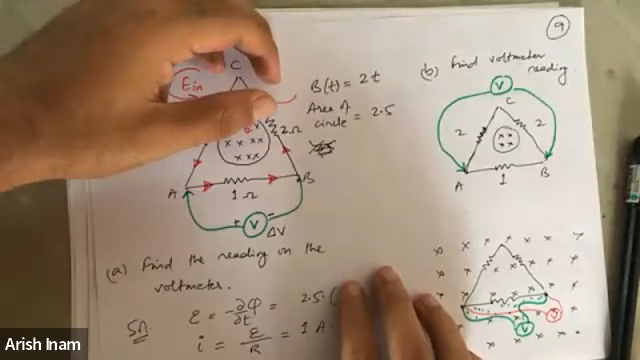 9
C
Ein
B(t) = 2t
Area of
circle = 2.5
2Ω
x x x
x x x x
x x x
A
B
1 Ω
V
ΔV
(a) Find the reading on the
voltmeter.
Sol
ε = -∂φ/∂t = 2.5
i = ε/R = 1 A
(b) Find voltmeter
reading.
V
C
2
2
x x
x x
A
1
B
V
V
Arish Inam